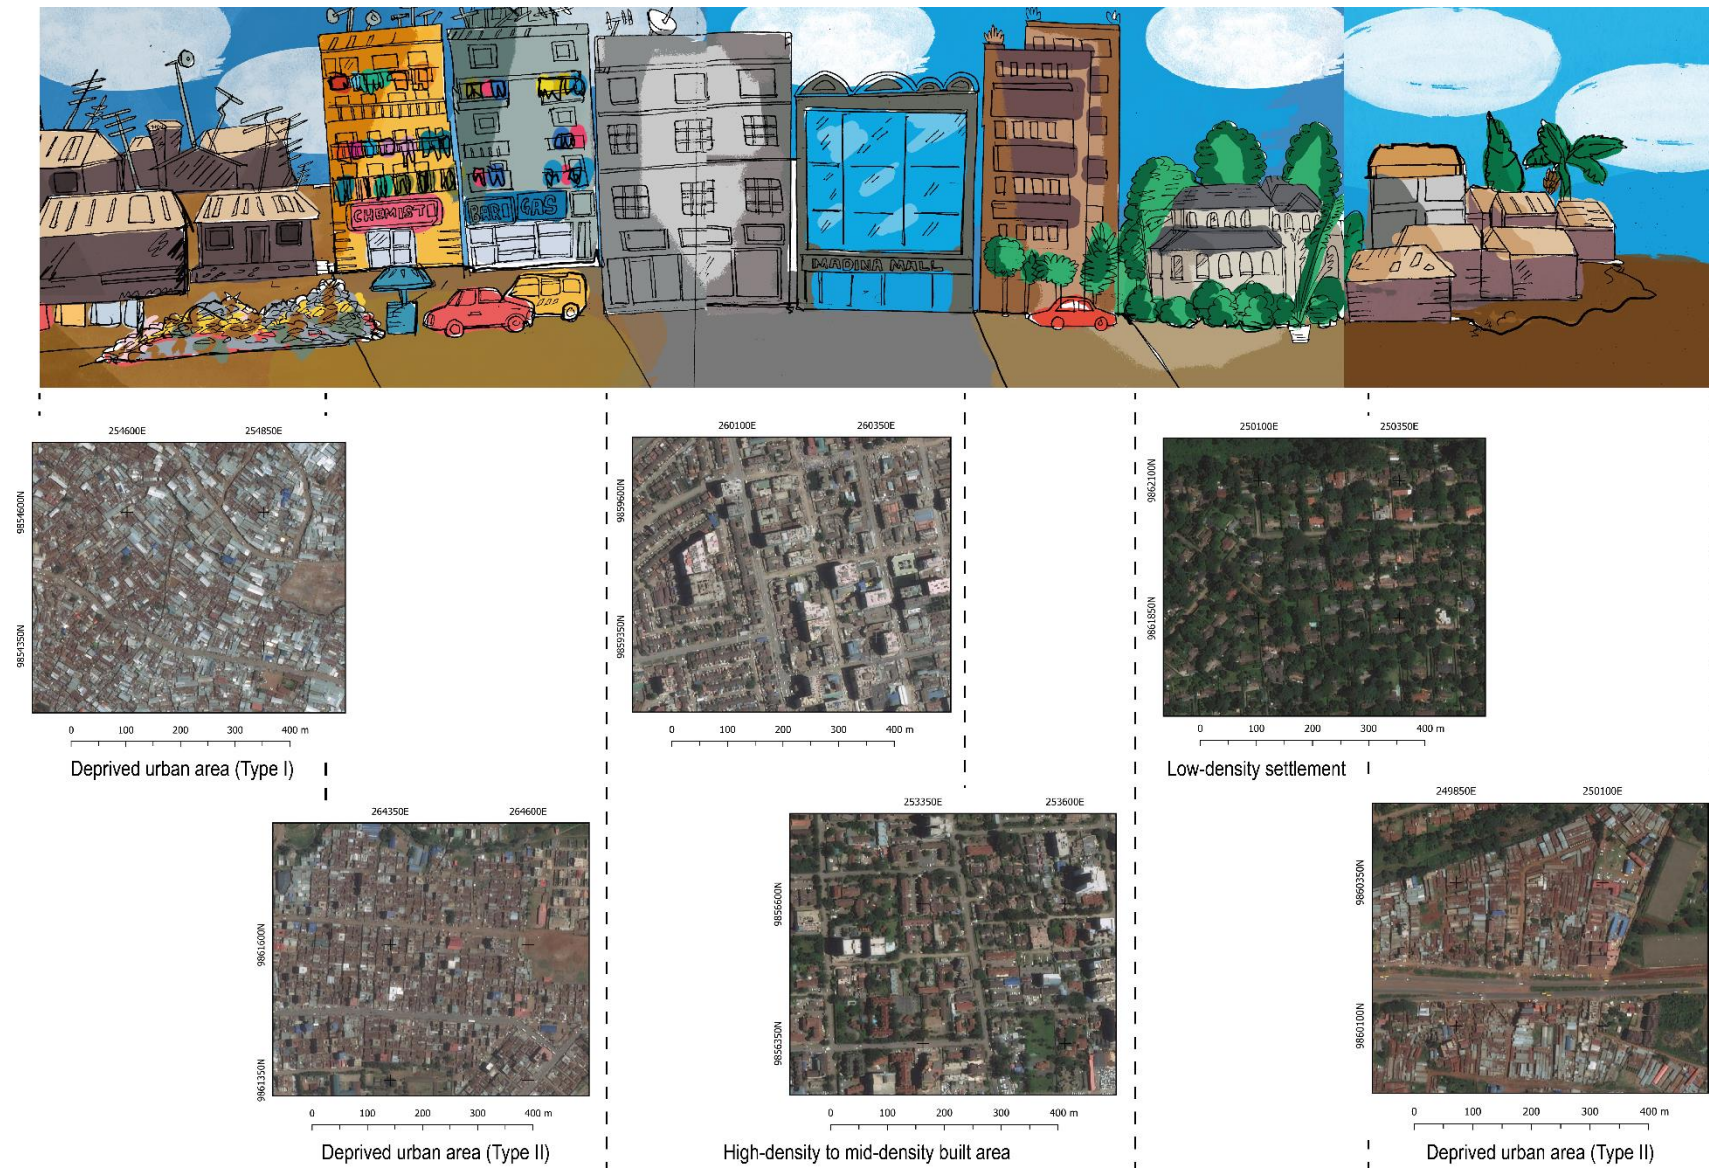 CHEMIST
BAR GAS
MADINA MALL
254600E 254850E
9854600N
9854350N
0 100 200 300 400 m
Deprived urban area (Type I)
260100E 260350E
9859600N
9859350N
0 100 200 300 400 m
250100E 250350E
9862100N
9861850N
0 100 200 300 400 m
Low-density settlement
264350E 264600E
9861600N
9861350N
0 100 200 300 400 m
Deprived urban area (Type II)
253350E 253600E
9856600N
9856350N
0 100 200 300 400 m
High-density to mid-density built area
249850E 250100E
9860350N
9860100N
0 100 200 300 400 m
Deprived urban area (Type II)